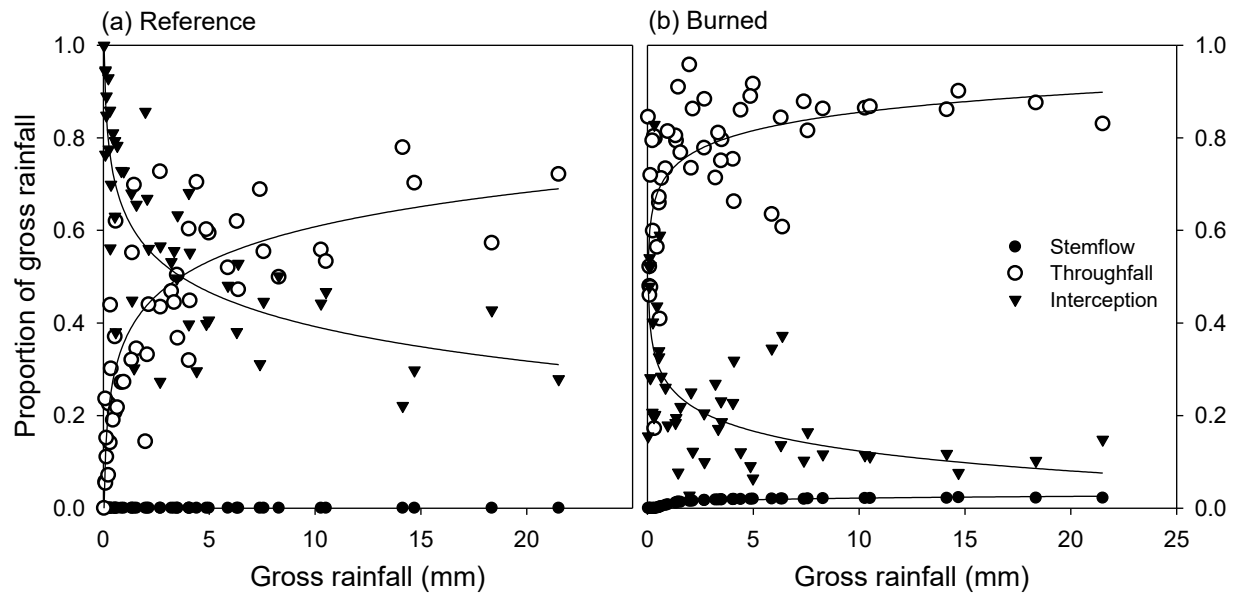 (a) Reference
(b) Burned
1.0
0.8
0.6
0.4
0.2
0.0
Proportion of gross rainfall
0
5
10
15
20
Gross rainfall (mm)
Stemflow
Throughfall
Interception
0
5
10
15
20
25
Gross rainfall (mm)
1.0
0.8
0.6
0.4
0.2
0.0